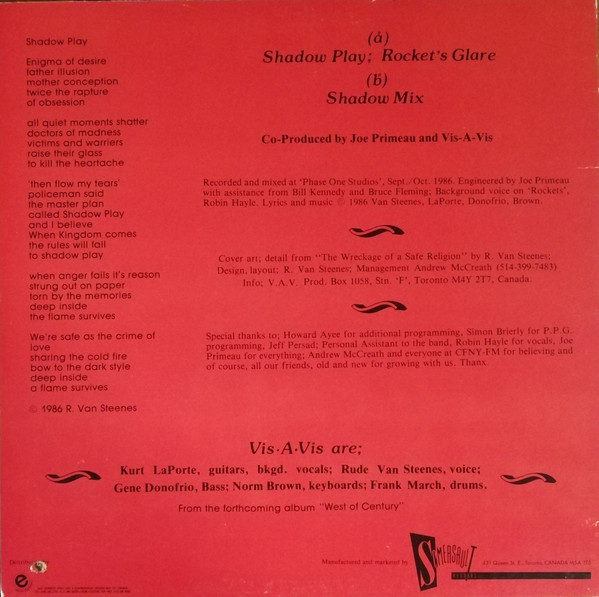 Shadow Play
Enigma of desire
father illusion
mother conception
twice the rapture
of obsession
all quiet moments shatter
doctors of madness
victims and warriers
raise their glass
to kill the heartache
'then flow my tears'
policeman said
the master plan
called Shadow Play
and I believe
When Kingdom comes
the rules will fail
to shadow play
when anger fails it's reason
strung out on paper
torn by the memories
deep inside
the flame survives
We're safe as the crime of
love
sharing the cold fire
bow to the dark style
deep inside
a flame survives
© 1986 R. Van Steenes
(a)
Shadow Play; Rocket's Glare
(b)
Shadow Mix
Co-Produced by Joe Primeau and Vis-A-Vis
Recorded and mixed at 'Phase One Studios', Sept./Oct. 1986. Engineered by Joe Primeau
with assistance from Bill Kennedy and Bruce Fleming; Background voice on 'Rockets',
Robin Hayle. Lyrics and music © 1986 Van Steenes, LaPorte, Donofrio, Brown.
Cover art; detail from "The Wreckage of a Safe Religion" by R. Van Steenes;
Design, layout; R. Van Steenes; Management Andrew McCreath (514-399-7483)
Info; V.A.V. Prod. Box 1058, Stn. 'F', Toronto M4Y 2T7, Canada.
Special thanks to; Howard Ayee for additional programming, Simon Brierly for P.P.G.
programming, Jeff Persad; Personal Assistant to the band, Robin Hayle for vocals, Joe
Primeau for everything; Andrew McCreath and everyone at CFNY-FM for believing and
of course, all our friends, old and new for growing with us. Thanx.
Vis-A-Vis are;
Kurt LaPorte, guitars, bkgd. vocals; Rude Van Steenes, voice;
Gene Donofrio, Bass; Norm Brown, keyboards; Frank March, drums.
From the forthcoming album "West of Century"
e
Manufactured and marketed by
SOMERSAULT